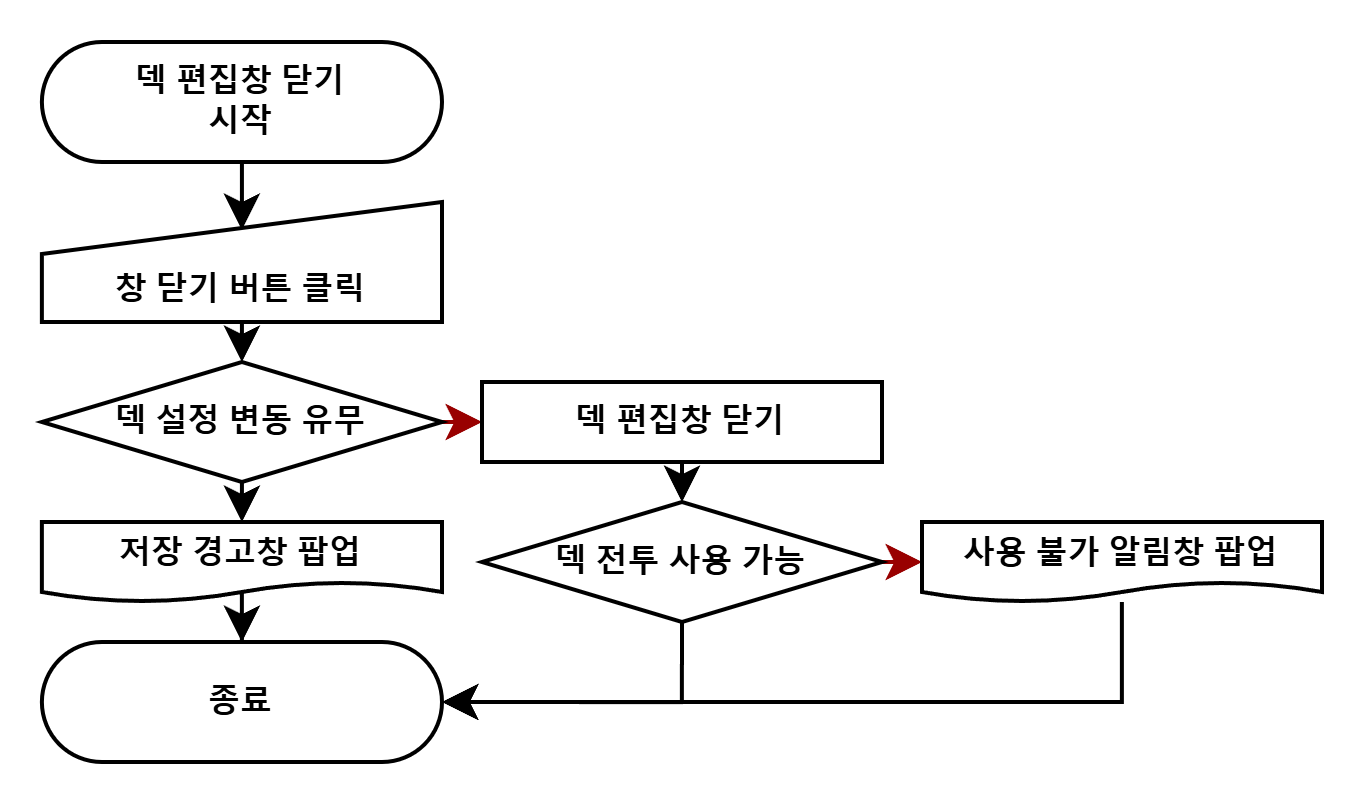 덱 편집창 닫기
시작
창 닫기 버튼 클릭
덱 설정 변동 유무
덱 편집창 닫기
저장 경고창 팝업
덱 전투 사용 가능
사용 불가 알림창 팝업
종료